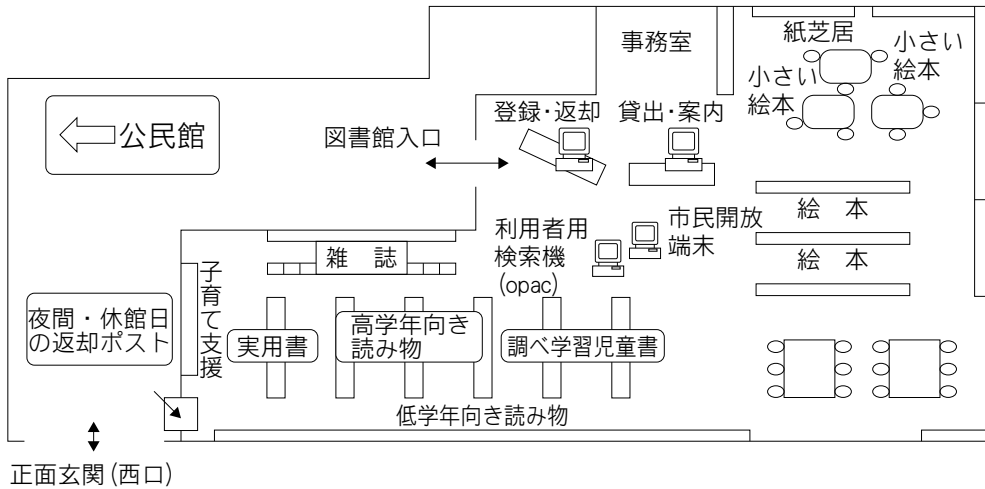 事務室
紙芝居
小さい
絵本
小さい
絵本
登録・返却
貸出・案内
公民館
図書館入口
絵 本
市民開放
端末
利用者用
検索機
(opac)
雑 誌
絵 本
子育て支援
夜間・休館日
の返却ポスト
実用書
高学年向き
読み物
調べ学習児童書
低学年向き読み物
正面玄関(西口)